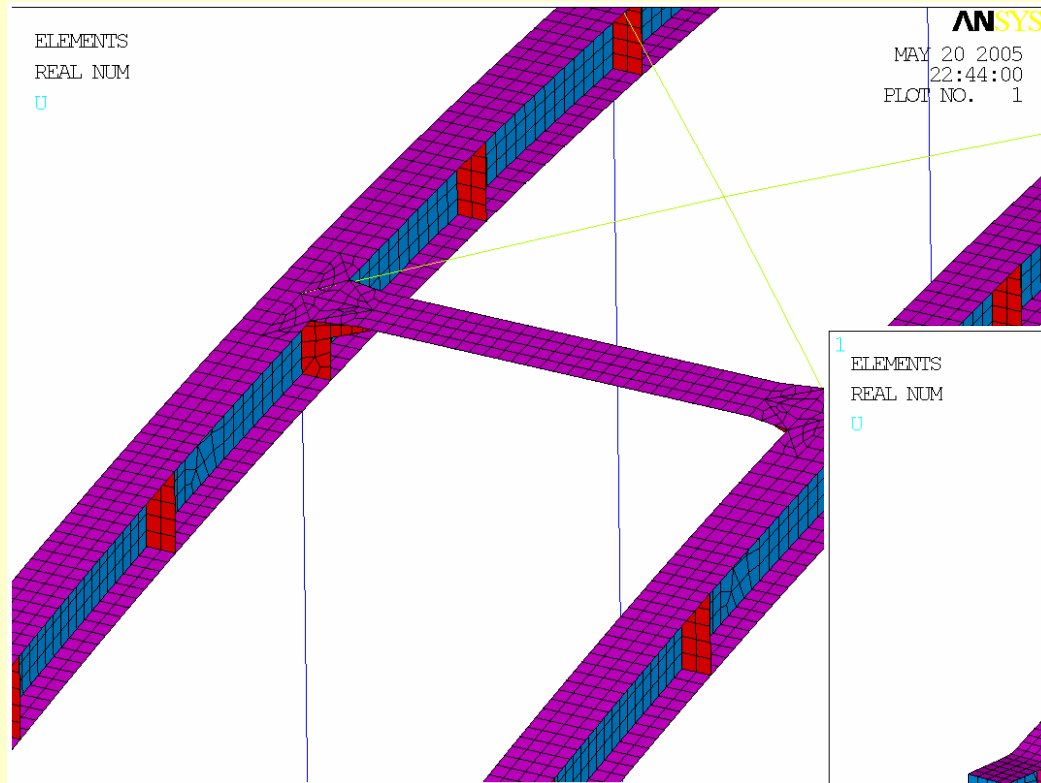 ELEMENTS
REAL NUM
U
ANSYS
MAY 20 2005
22:44:00
PLOT NO. 1
1
ELEMENTS
REAL NUM
U